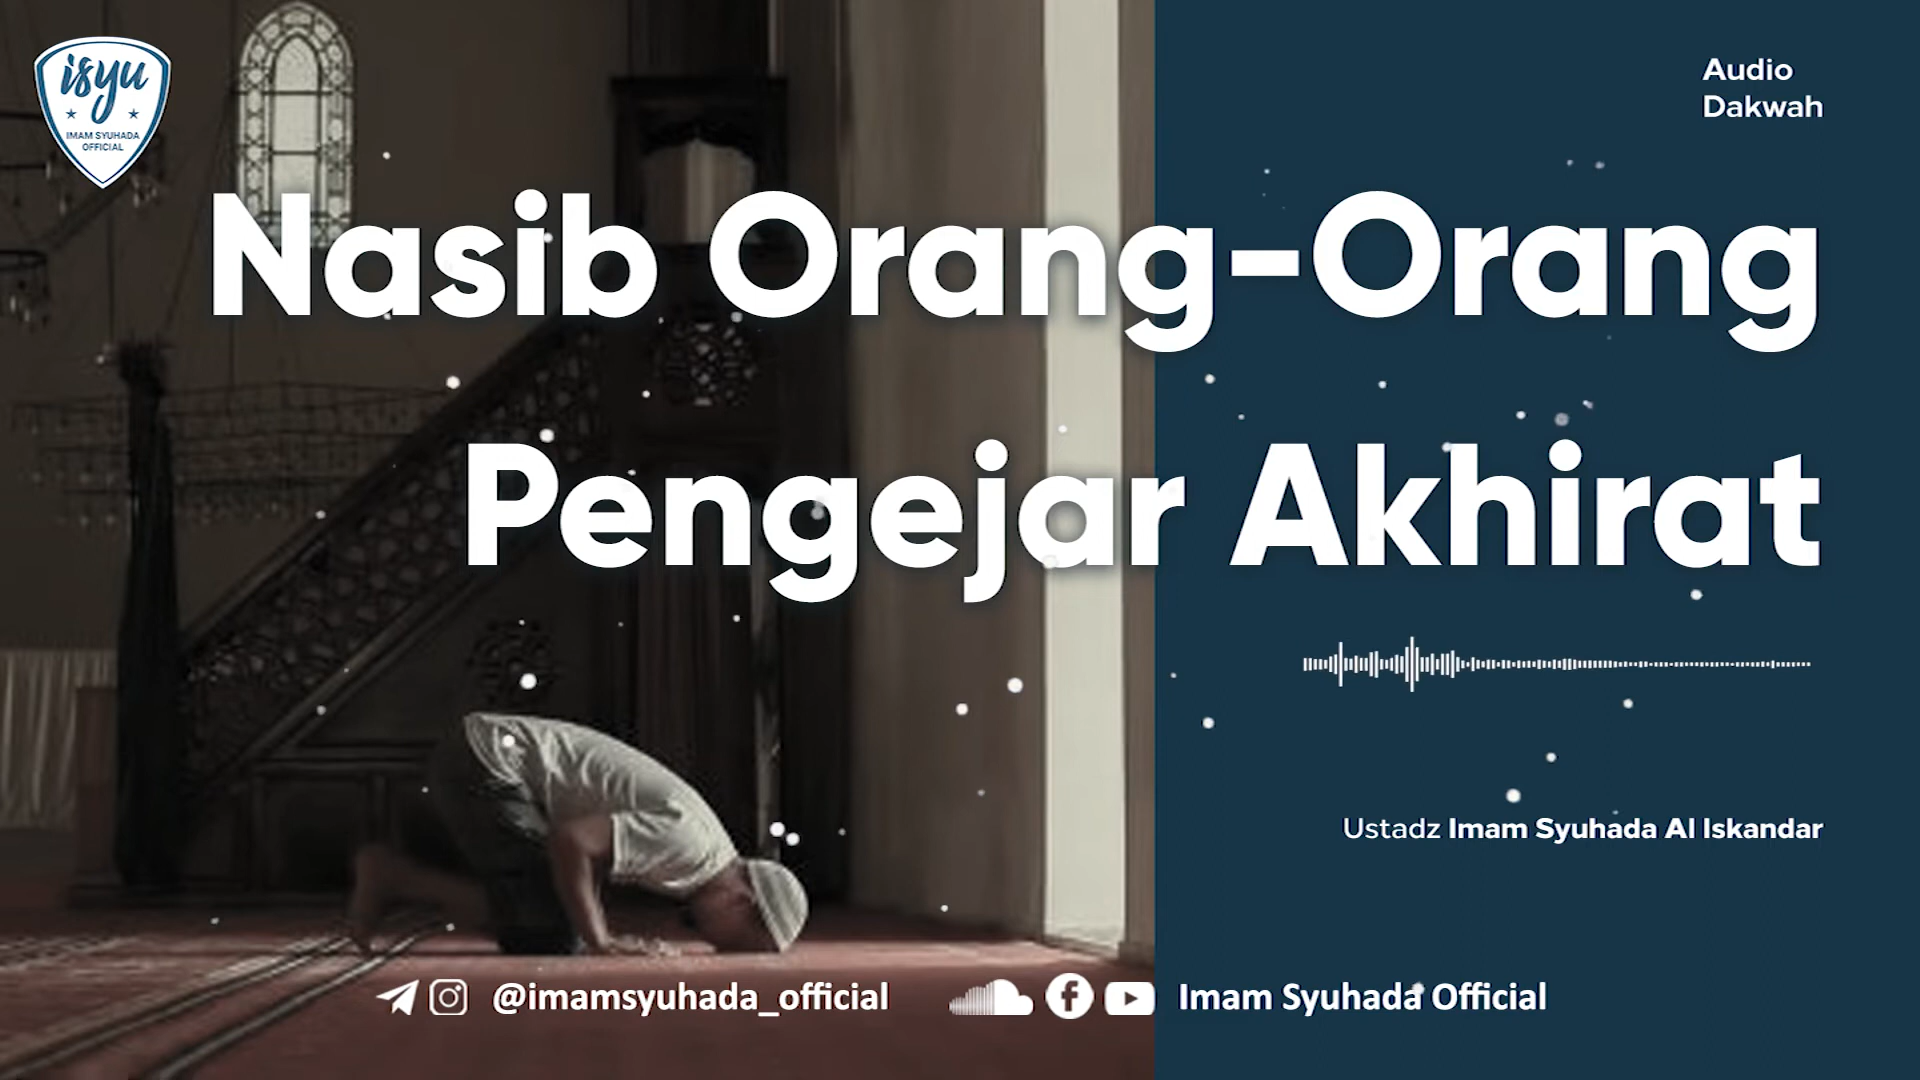 isyu
IMAM SYUHADA
OFFICIAL
Audio
Dakwah
Nasib Orang-Orang
Pengejar Akhirat
Ustadz Imam Syuhada Al Iskandar
@imamsyuhada_official
Imam Syuhada Official